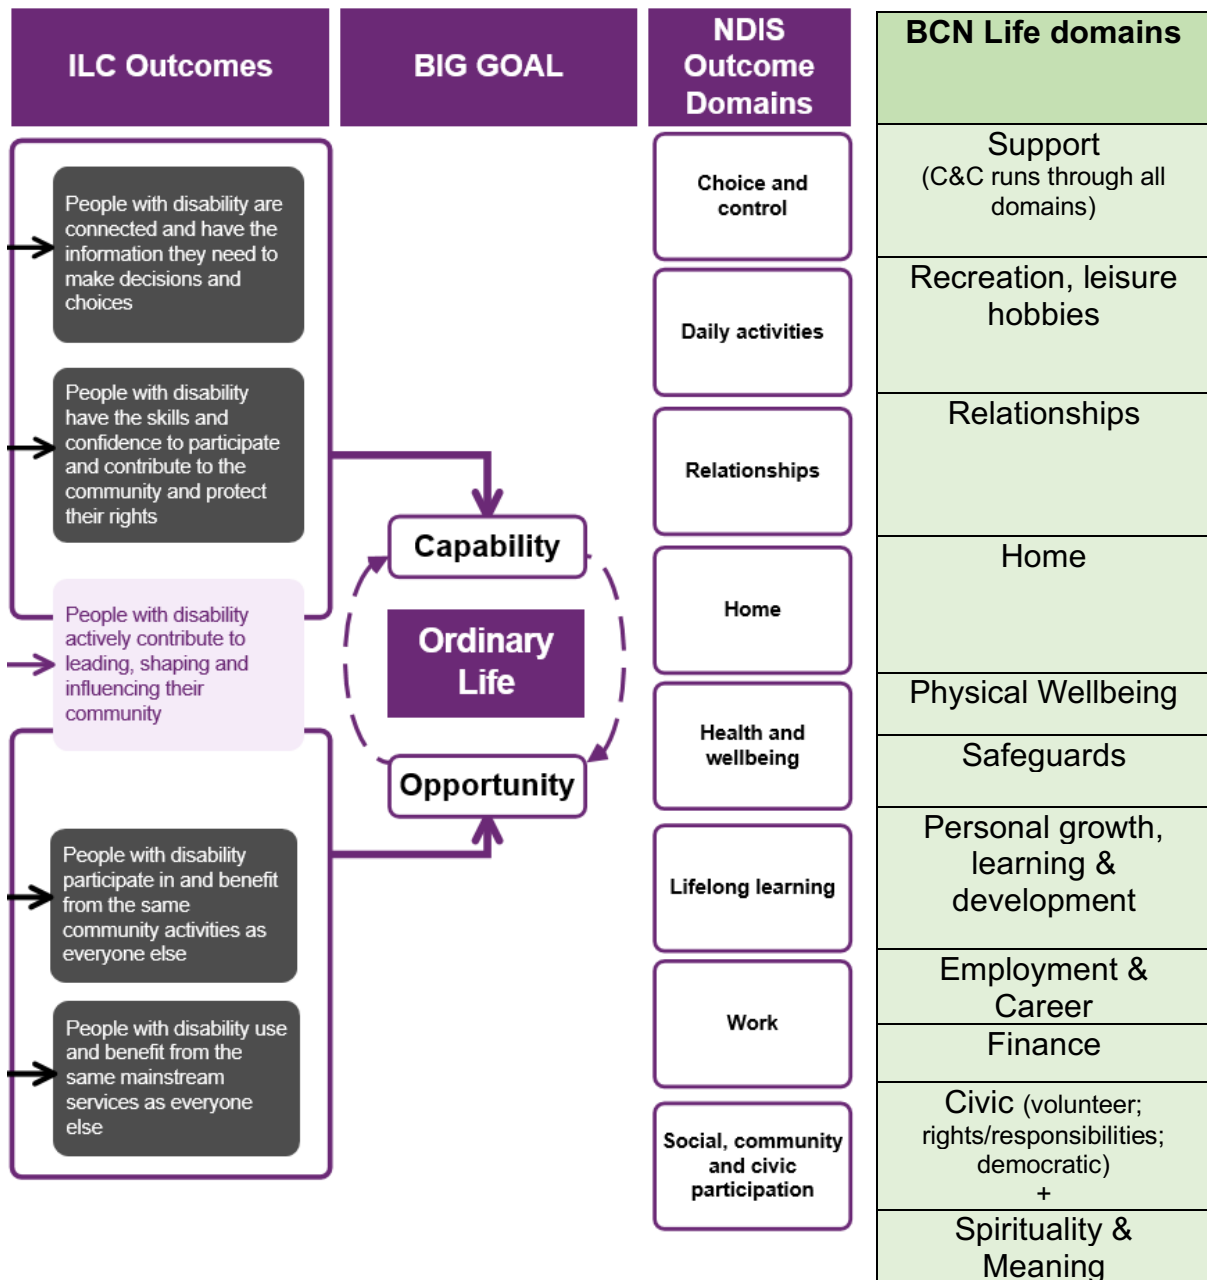 ILC Outcomes
BIG GOAL
NDIS
Outcome
Domains
BCN Life domains
People with disability are
connected and have the
information they need to
make decisions and
choices
People with disability
have the skills and
confidence to participate
and contribute to the
community and protect
their rights
People with disability
actively contribute to
leading, shaping and
influencing their
community
People with disability
participate in and benefit
from the same
community activities as
everyone else
People with disability use
and benefit from the
same mainstream
services as everyone
else
Capability
Ordinary
Life
Opportunity
Choice and
control
Daily activities
Relationships
Home
Health and
wellbeing
Lifelong learning
Work
Social, community
and civic
participation
Support
(C&C runs through all
domains)
Recreation, leisure
hobbies
Relationships
Home
Physical Wellbeing
Safeguards
Personal growth,
learning &
development
Employment &
Career
Finance
Civic (volunteer;
rights/responsibilities;
democratic)
+
Spirituality &
Meaning